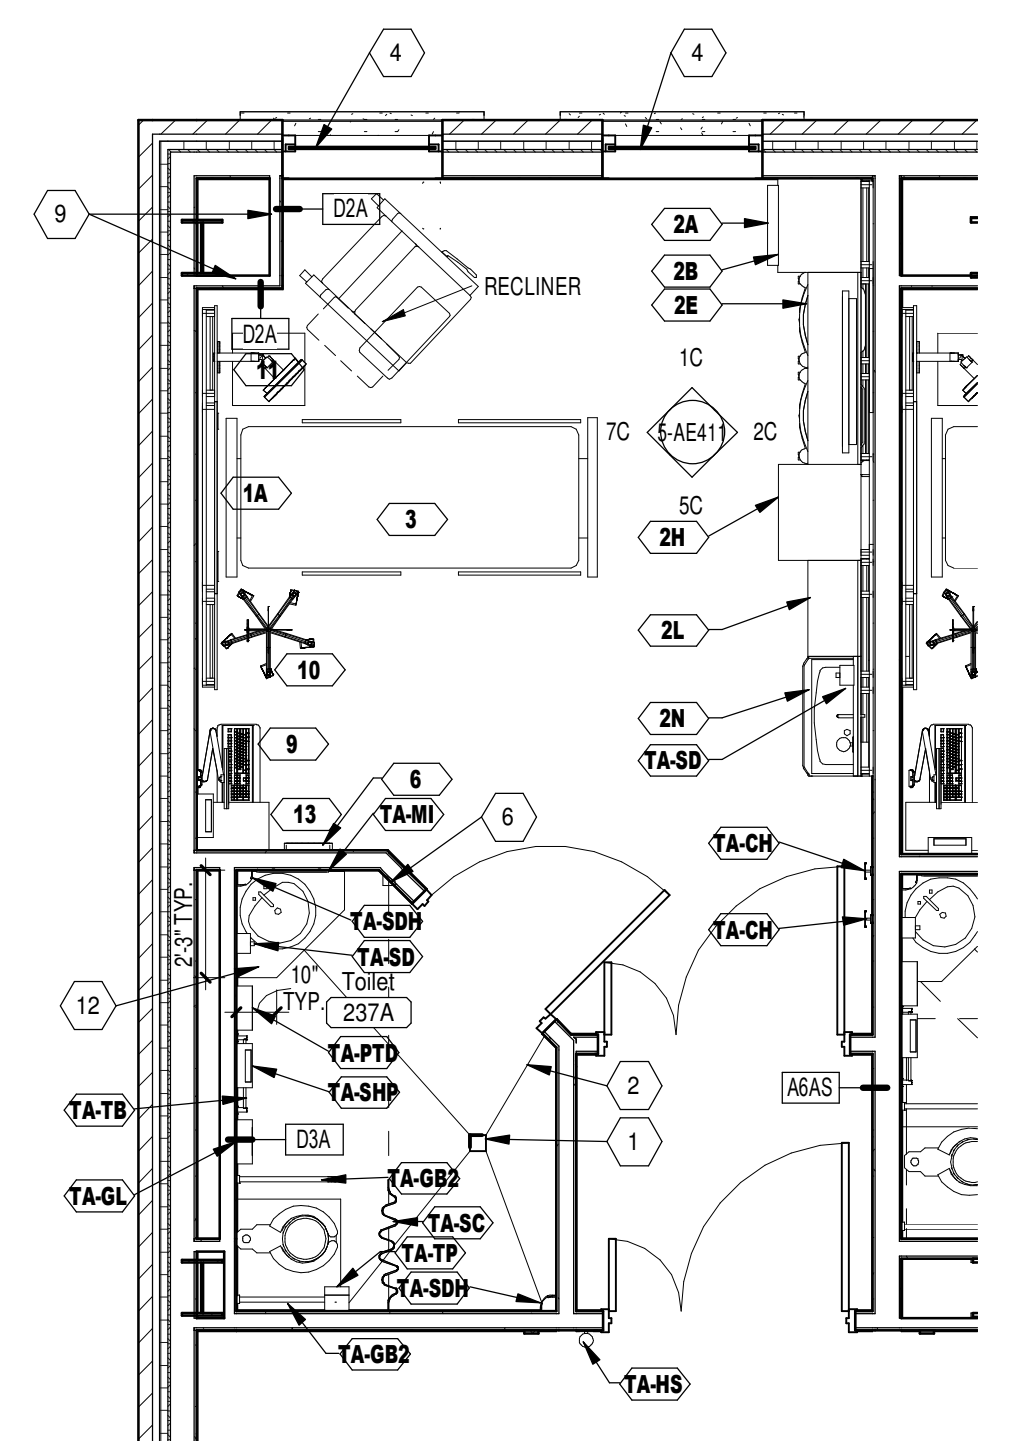 4
4
9
D2A
2A
2B
RECLINER
2E
D2A
11
1C
7C
5-AE411
2C
1A
3
5C
2H
2L
10
2N
9
TA-SD
6
13
TA-MI
6
TA-CH
TA-SDH
TA-CH
2'-3" TYP.
TA-SD
10"
TYP.
Toilet
237A
12
TA-PTD
2
TA-SHP
A6AS
TA-TB
D3A
1
TA-GB2
TA-GL
TA-SC
TA-TP
TA-SDH
TA-GB2
TA-HS